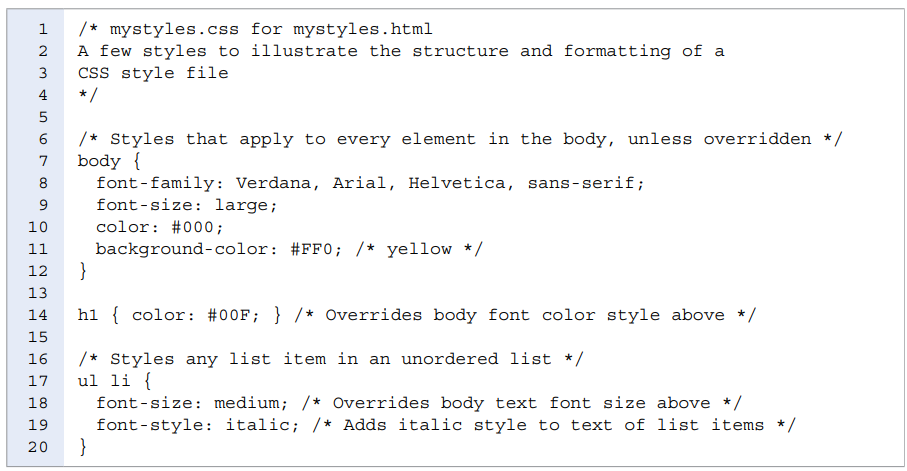 1 /* mystyles.css for mystyles.html
2 A few styles to illustrate the structure and formatting of a
3 CSS style file
4 */
5
6 /* Styles that apply to every element in the body, unless overridden */
7 body {
8   font-family: Verdana, Arial, Helvetica, sans-serif;
9   font-size: large;
10   color: #000;
11   background-color: #FF0; /* yellow */
12 }
13
14 h1 { color: #00F; } /* Overrides body font color style above */
15
16 /* Styles any list item in an unordered list */
17 ul li {
18   font-size: medium; /* Overrides body text font size above */
19   font-style: italic; /* Adds italic style to text of list items */
20 }